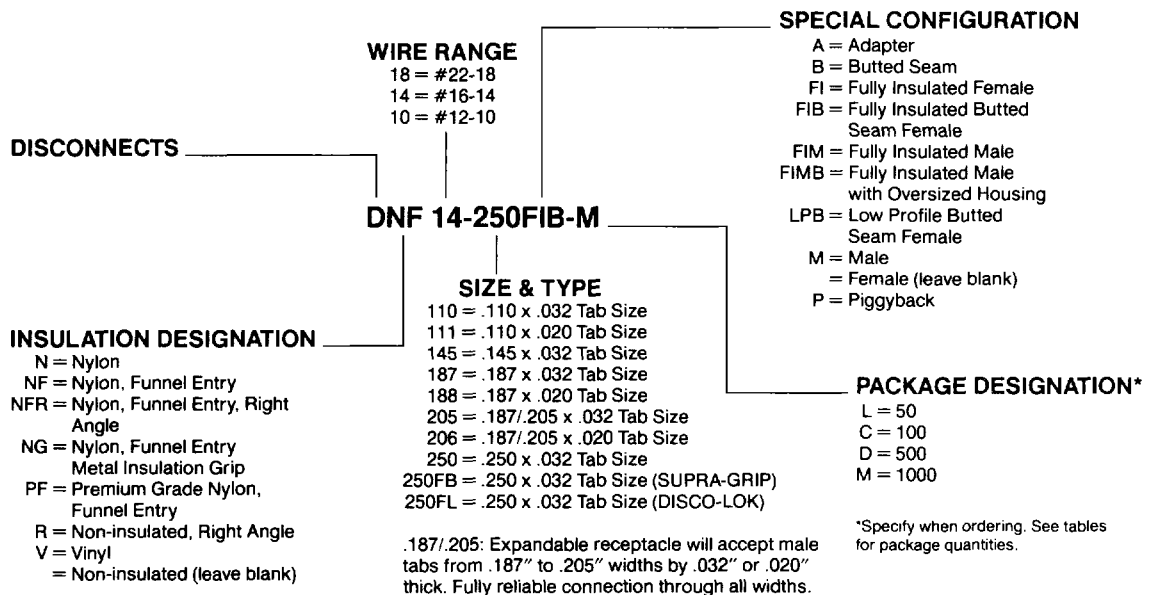 SPECIAL CONFIGURATION
A = Adapter
B = Butted Seam
FI = Fully Insulated Female
FIB = Fully Insulated Butted
Seam Female
FIM = Fully Insulated Male
FIMB = Fully Insulated Male
with Oversized Housing
LPB = Low Profile Butted
Seam Female
M = Male
= Female (leave blank)
P = Piggyback
WIRE RANGE
18 = #22-18
14 = #16-14
10 = #12-10
DISCONNECTS
DNF 14-250FIB-M
SIZE & TYPE
110 = .110 x .032 Tab Size
111 = .110 x .020 Tab Size
145 = .145 x .032 Tab Size
187 = .187 x .032 Tab Size
188 = .187 x .020 Tab Size
205 = .187/.205 x .032 Tab Size
206 = .187/.205 x .020 Tab Size
250 = .250 x .032 Tab Size
250FB = .250 x .032 Tab Size (SUPRA-GRIP)
250FL = .250 x .032 Tab Size (DISCO-LOK)
.187/.205: Expandable receptacle will accept male
tabs from .187″ to .205″ widths by .032″ or .020″
thick. Fully reliable connection through all widths.
INSULATION DESIGNATION
N = Nylon
NF = Nylon, Funnel Entry
NFR = Nylon, Funnel Entry, Right
Angle
NG = Nylon, Funnel Entry
Metal Insulation Grip
PF = Premium Grade Nylon,
Funnel Entry
R = Non-insulated, Right Angle
V = Vinyl
= Non-insulated (leave blank)
PACKAGE DESIGNATION*
L = 50
C = 100
D = 500
M = 1000
*Specify when ordering. See tables
for package quantities.